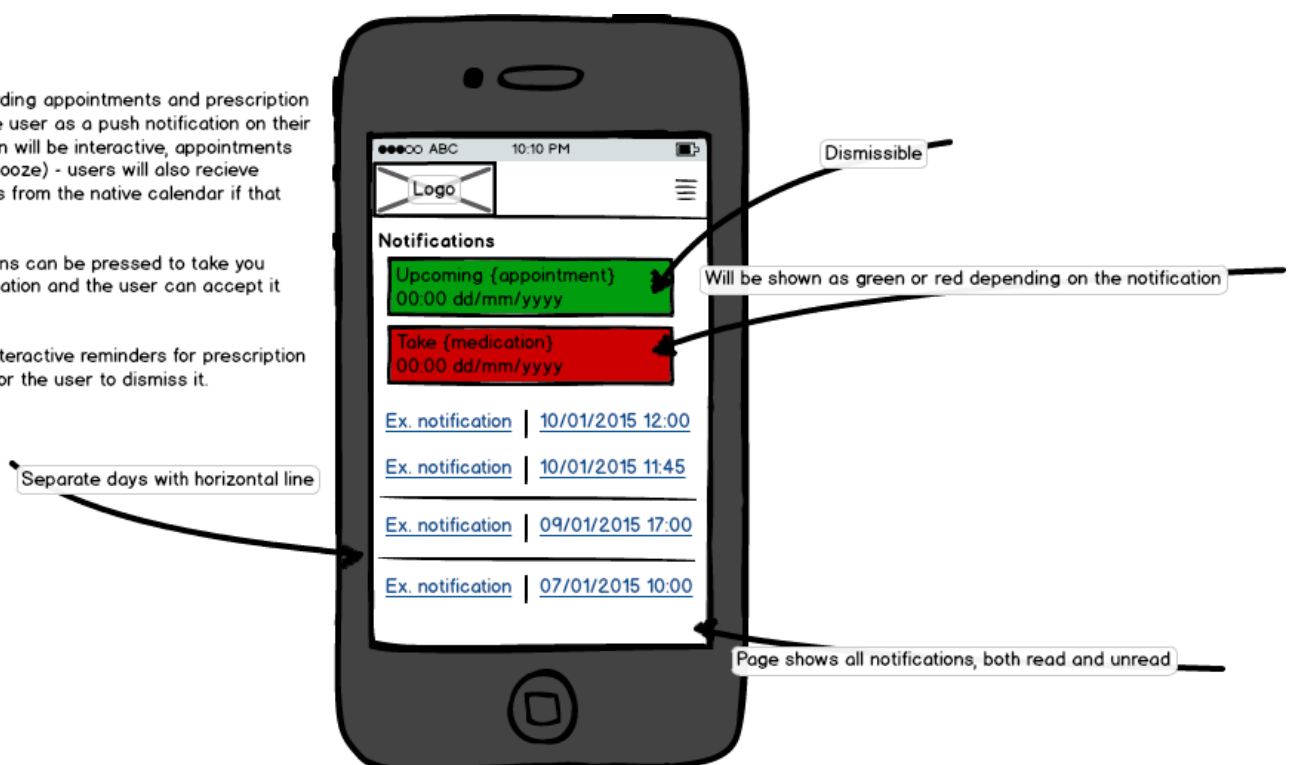 ding appointments and prescription
user as a push notification on their
n will be interactive, appointments
ooze) - users will also recieve
s from the native calendar if that
ns can be pressed to take you
ation and the user can accept it
teractive reminders for prescription
or the user to dismiss it.
Separate days with horizontal line
ABC 10:10 PM
Logo
Notifications
Upcoming {appointment}
00:00 dd/mm/yyyy
Take {medication}
00:00 dd/mm/yyyy
Ex. notification | 10/01/2015 12:00
Ex. notification | 10/01/2015 11:45
Ex. notification | 09/01/2015 17:00
Ex. notification | 07/01/2015 10:00
Dismissible
Will be shown as green or red depending on the notification
Page shows all notifications, both read and unread